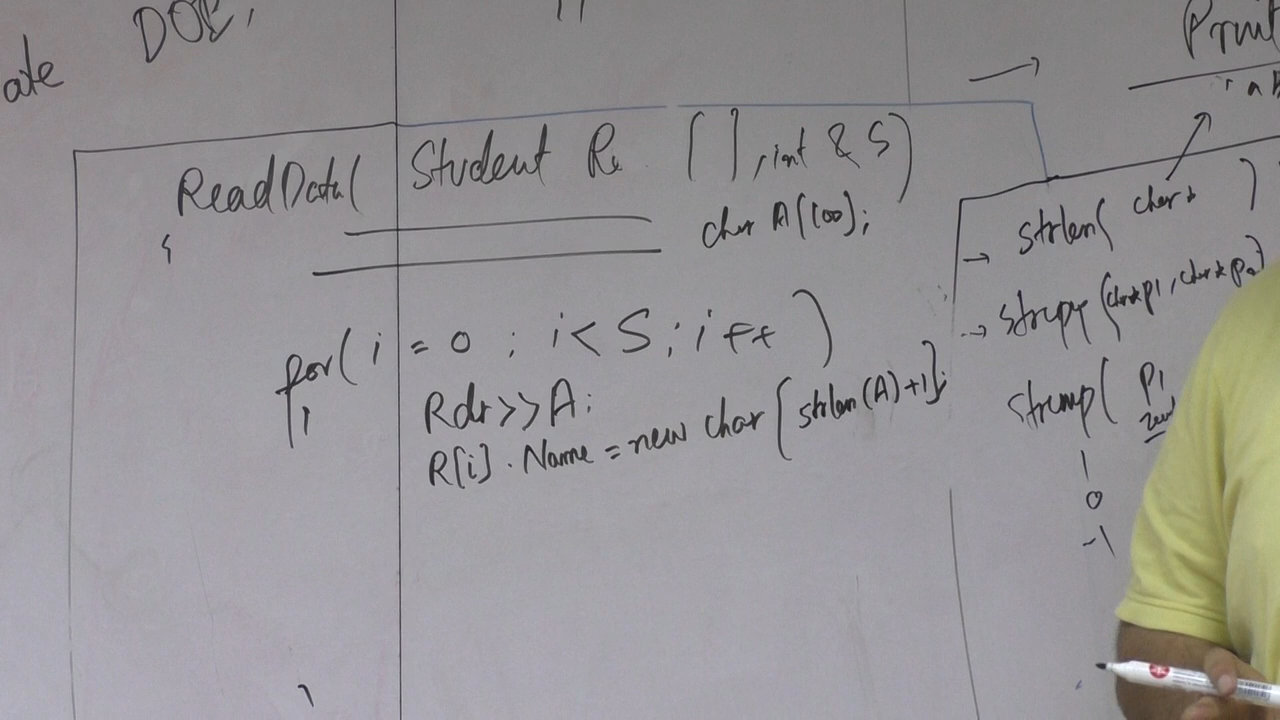 ate DOB,
ReadData( Student R [ ], int & S)
{
char A(100);
for( i = 0 ; i < S ; i ++ )
{
Rdr>>A;
R[i] . Name = new char [strlen(A)+1];
}
→ Print
→ strlen( char* )
→ strcpy (char*p1, char*p2)
strcmp( P1
1
0
-1